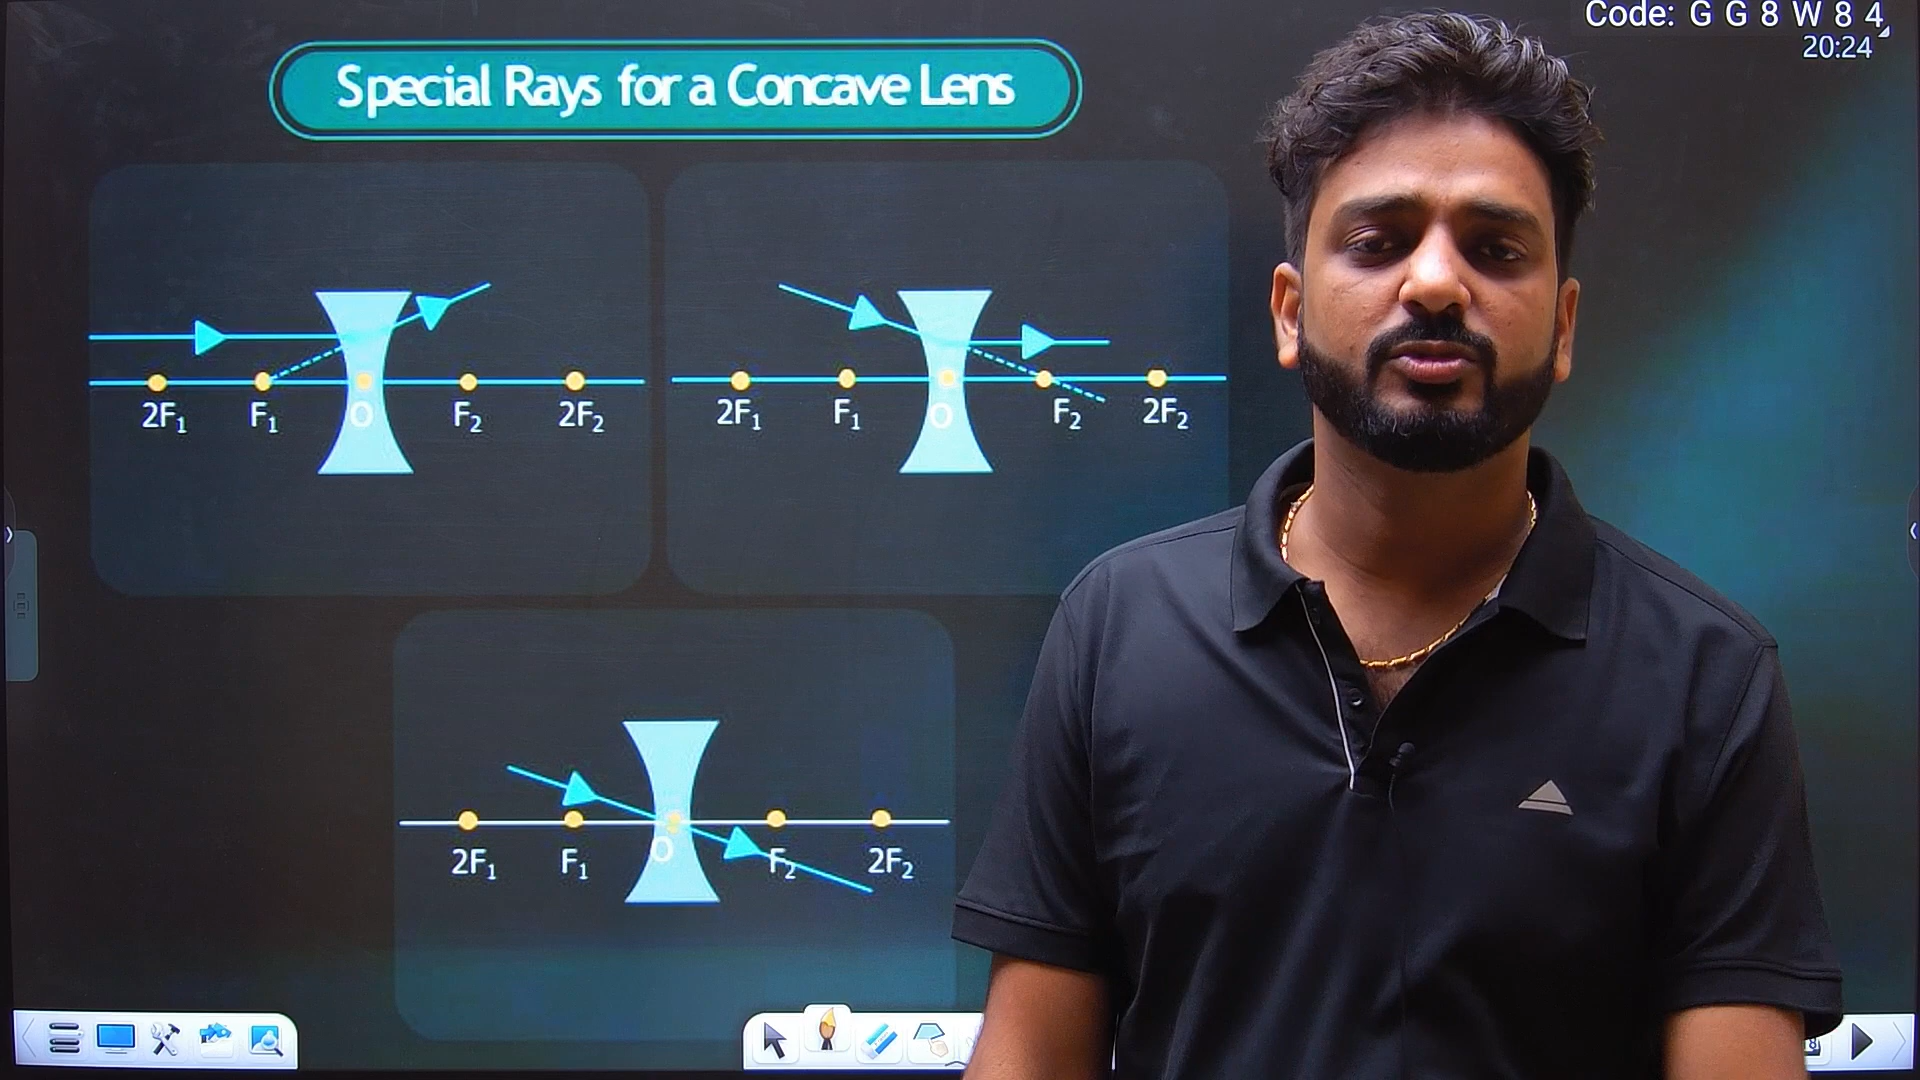 Code: G G 8 W 8 4
20:24
Special Rays for a Concave Lens
2F₁ F₁ O F₂ 2F₂
2F₁ F₁ O F₂ 2F₂
2F₁ F₁ O F₂ 2F₂